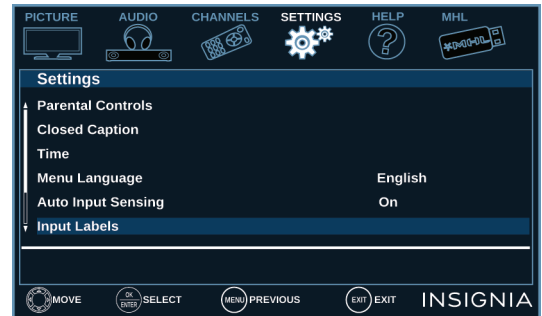 PICTURE AUDIO CHANNELS SETTINGS HELP MHL
?
MHL
Settings
Parental Controls
Closed Caption
Time
Menu Language English
Auto Input Sensing On
Input Labels
MOVE OK ENTER SELECT MENU PREVIOUS EXIT EXIT INSIGNIA